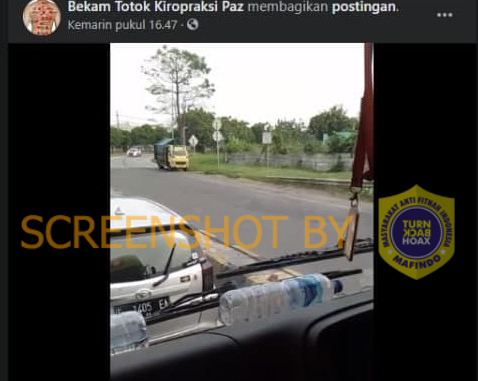 Bekam Totok Kiropraksi Paz membagikan postingan.
Kemarin pukul 16.47 ·
SCREENSHOT BY
MASYARAKAT ANTI FITNAH INDONESIA
TURN
BACK
HOAX
MAFINDO